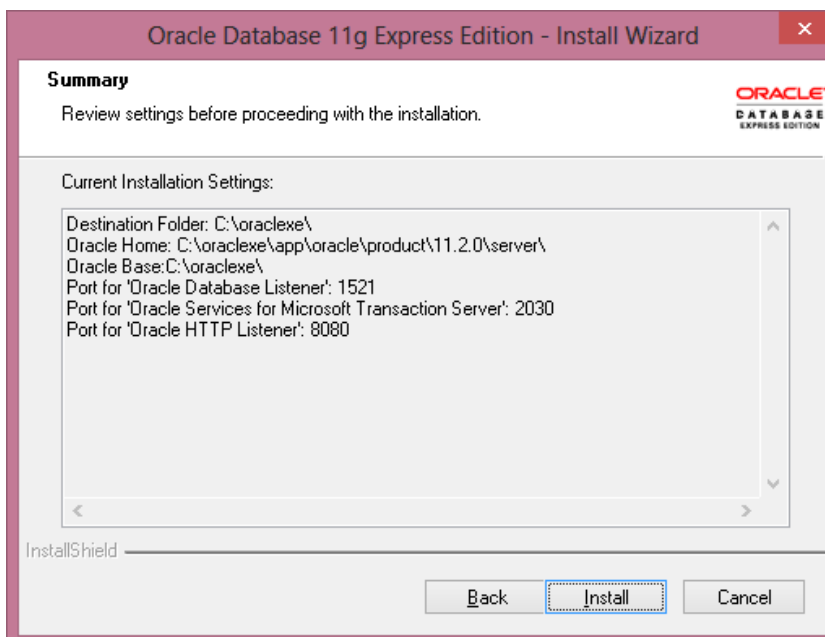 Oracle Database 11g Express Edition - Install Wizard
Summary
Review settings before proceeding with the installation.
ORACLE
DATABASE
EXPRESS EDITION
Current Installation Settings:
Destination Folder: C:\oraclexe\
Oracle Home: C:\oraclexe\app\oracle\product\11.2.0\server\
Oracle Base:C:\oraclexe\
Port for 'Oracle Database Listener': 1521
Port for 'Oracle Services for Microsoft Transaction Server': 2030
Port for 'Oracle HTTP Listener': 8080
InstallShield
Back
Install
Cancel